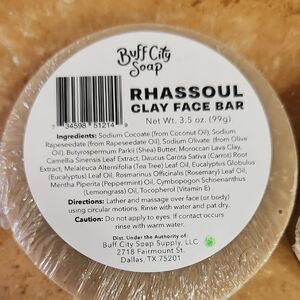 Buff City
Soap
7 34598 51214 9
RHASSOUL
CLAY FACE BAR
Net Wt. 3.5 oz. (99g)
Ingredients: Sodium Cocoate (from Coconut Oil), Sodium
Rapeseedate (from Rapeseed Oil), Sodium Olivate (from Olive
Oil), Butyrospermum Parkii (Shea) Butter, Moroccan Lava Clay,
Camellia Sinensis Leaf Extract, Daucus Carota Sativa (Carrot) Root
Extract, Melaleuca Alternifolia (Tea Tree) Leaf Oil, Eucalyptus Globulus
(Eucalyptus) Leaf Oil, Rosmarinus Officinalis (Rosemary) Leaf Oil,
Mentha Piperita (Peppermint) Oil, Cymbopogon Schoenanthus
(Lemongrass) Oil, Tocopherol (Vitamin E)
Directions: Lather and massage over face (or body)
using circular motions. Rinse with water and pat dry.
Caution: Do not apply to eyes. If contact occurs
rinse with warm water.
Dist. Under the Authority of:
Buff City Soap Supply, LLC
2718 Fairmount St.
Dallas, TX 75201